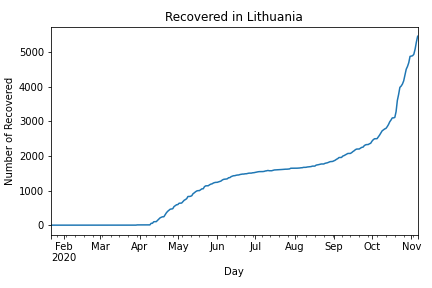 Recovered in Lithuania
Number of Recovered
5000
4000
3000
2000
1000
0
Feb Mar Apr May Jun Jul Aug Sep Oct Nov
2020
Day